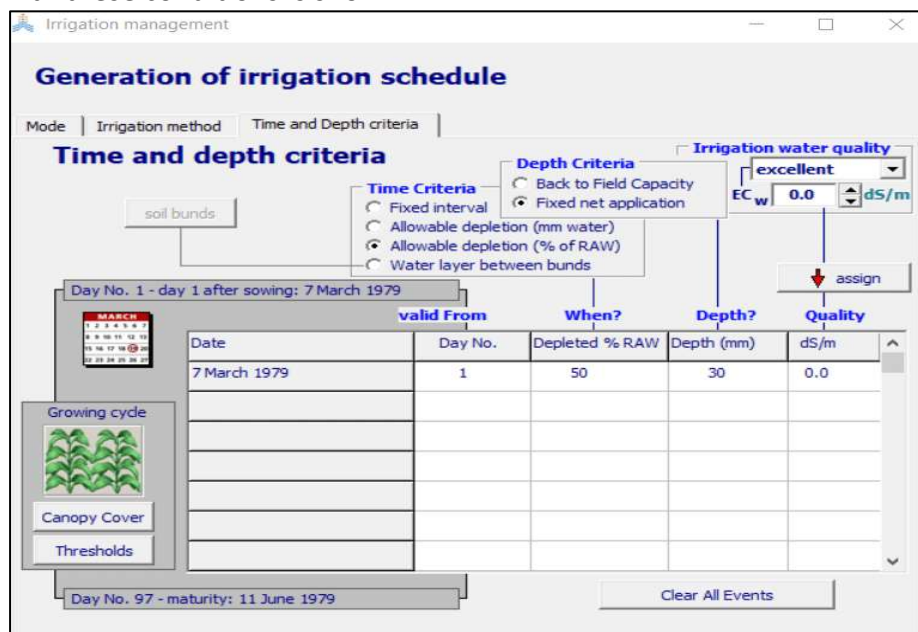 Irrigation management
Generation of irrigation schedule
Mode
Irrigation method
Time and Depth criteria
Time and depth criteria
soil bunds
Time Criteria
Fixed interval
Allowable depletion (mm water)
Allowable depletion (% of RAW)
Water layer between bunds
Depth Criteria
Back to Field Capacity
Fixed net application
Irrigation water quality
excellent
ECw 0.0 dS/m
assign
Day No. 1 - day 1 after sowing: 7 March 1979
valid From When? Depth? Quality
MARCH
Date Day No. Depleted % RAW Depth (mm) dS/m
7 March 1979 1 50 30 0.0
Growing cycle
Canopy Cover
Thresholds
Day No. 97 - maturity: 11 June 1979
Clear All Events